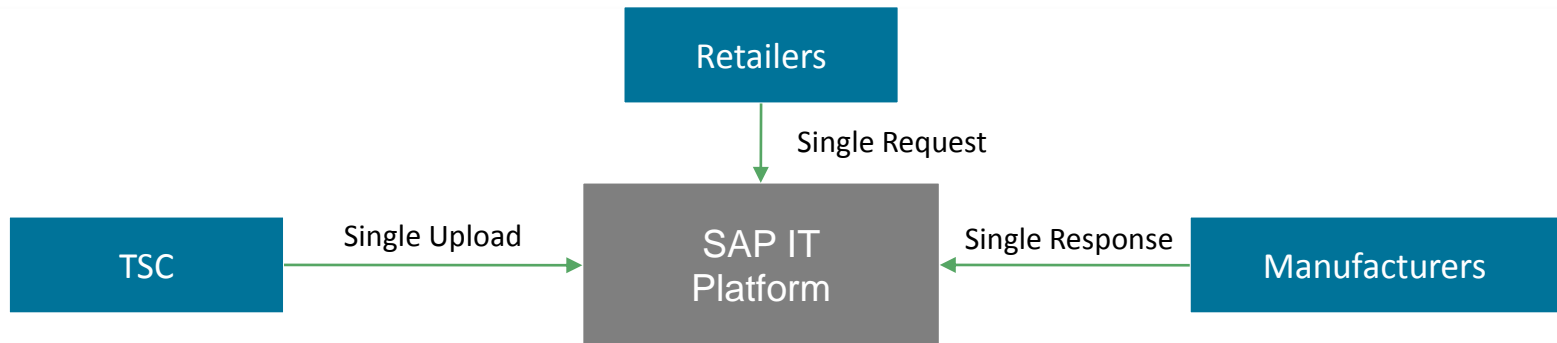 Retailers
Single Request
TSC
Single Upload
SAP IT
Platform
Single Response
Manufacturers